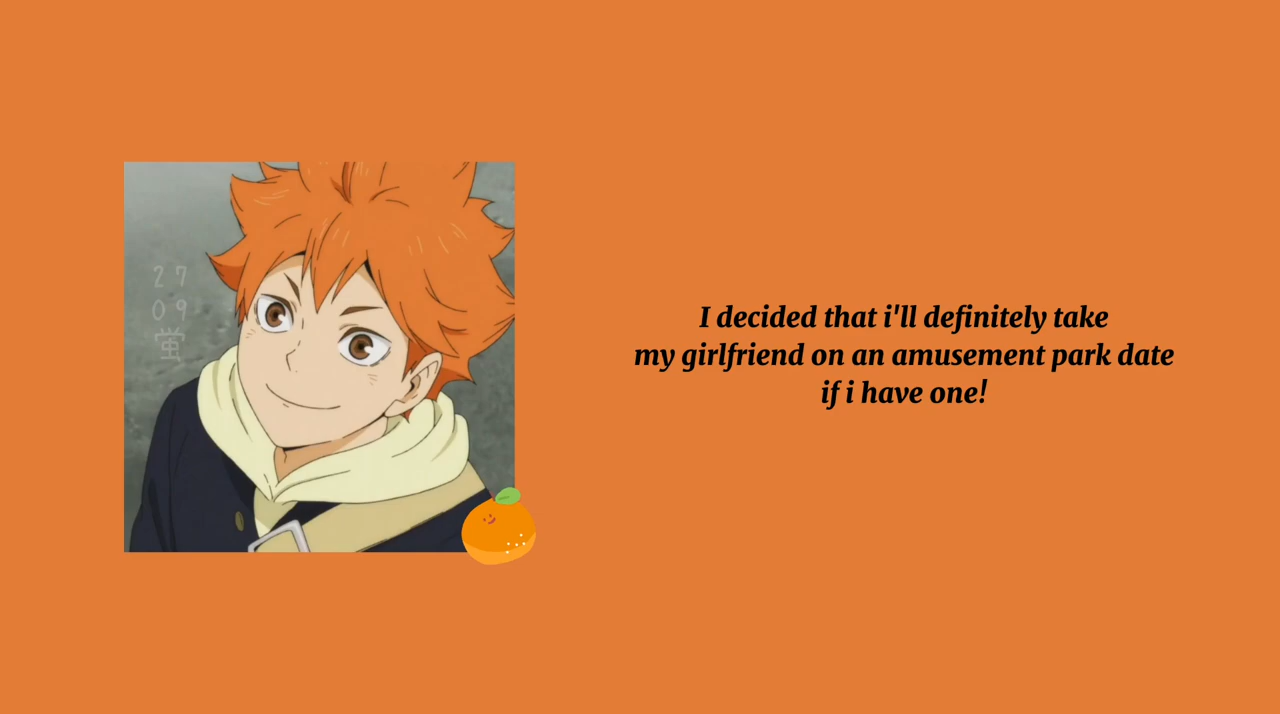 27
09
蛍
I decided that i'll definitely take
my girlfriend on an amusement park date
if i have one!